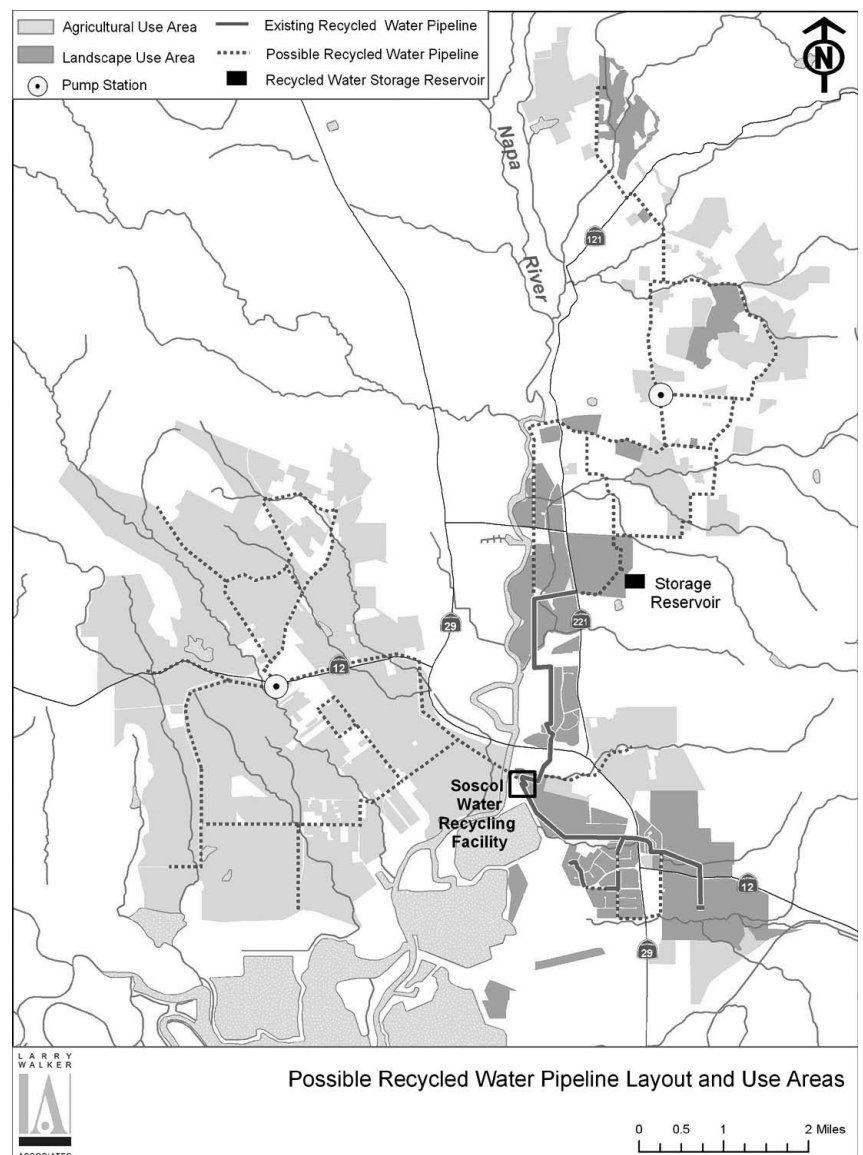 Agricultural Use Area
Existing Recycled Water Pipeline
Landscape Use Area
Possible Recycled Water Pipeline
Pump Station
Recycled Water Storage Reservoir
N
Napa
River
121
Storage
Reservoir
29
221
12
Soscol
Water
Recycling
Facility
12
29
LARRY
WALKER
LA
ASSOCIATES
Possible Recycled Water Pipeline Layout and Use Areas
0 0.5 1 2 Miles